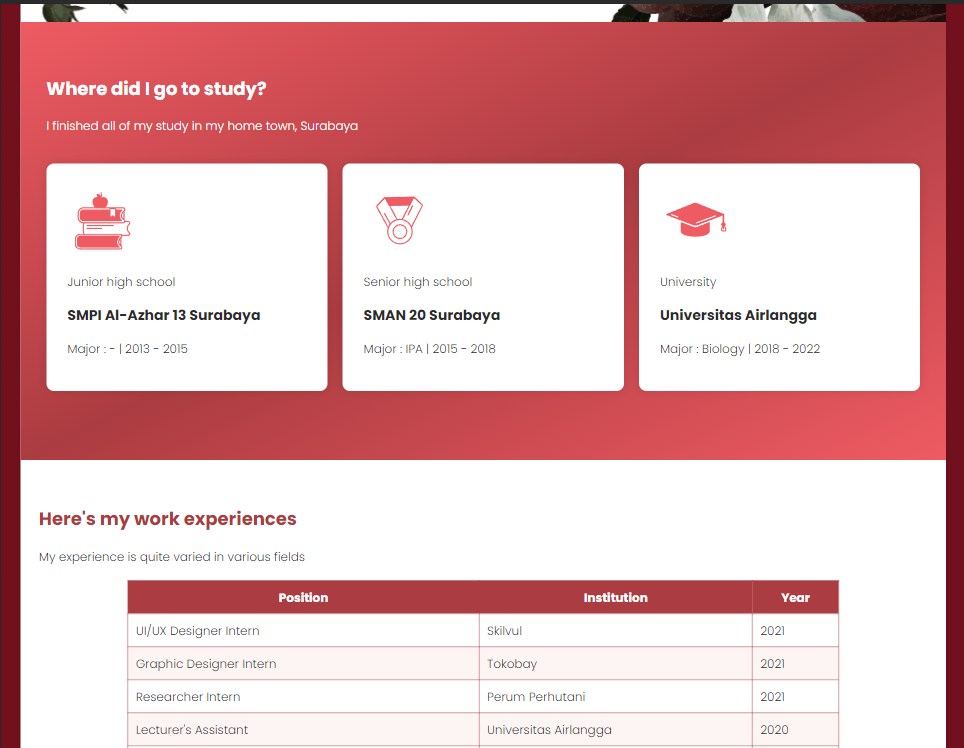 Where did I go to study?
I finished all of my study in my home town, Surabaya
Junior high school
SMPI Al-Azhar 13 Surabaya
Major : - | 2013 - 2015
Senior high school
SMAN 20 Surabaya
Major : IPA | 2015 - 2018
University
Universitas Airlangga
Major : Biology | 2018 - 2022
Here's my work experiences
My experience is quite varied in various fields
Position Institution Year
UI/UX Designer Intern Skilvul 2021
Graphic Designer Intern Tokobay 2021
Researcher Intern Perum Perhutani 2021
Lecturer's Assistant Universitas Airlangga 2020